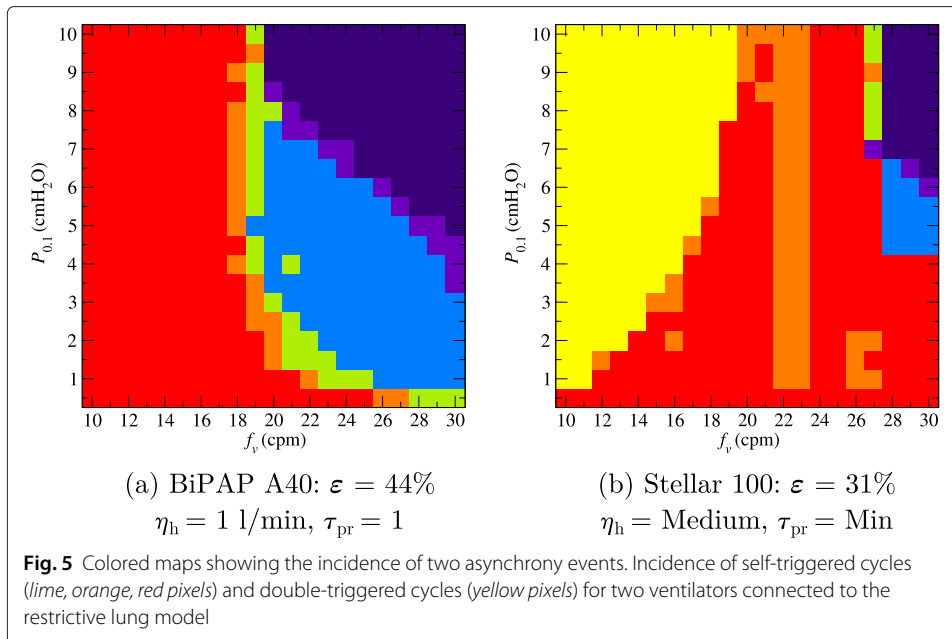 10
9
8
7
6
5
4
3
2
1
P0.1 (cmH2O)
10 12 14 16 18 20 22 24 26 28 30
fv (cpm)
(a) BiPAP A40: ε = 44%
ηh = 1 l/min, τpr = 1
10
9
8
7
6
5
4
3
2
1
P0.1 (cmH2O)
10 12 14 16 18 20 22 24 26 28 30
fv (cpm)
(b) Stellar 100: ε = 31%
ηh = Medium, τpr = Min
Fig. 5 Colored maps showing the incidence of two asynchrony events. Incidence of self-triggered cycles
(lime, orange, red pixels) and double-triggered cycles (yellow pixels) for two ventilators connected to the
restrictive lung model